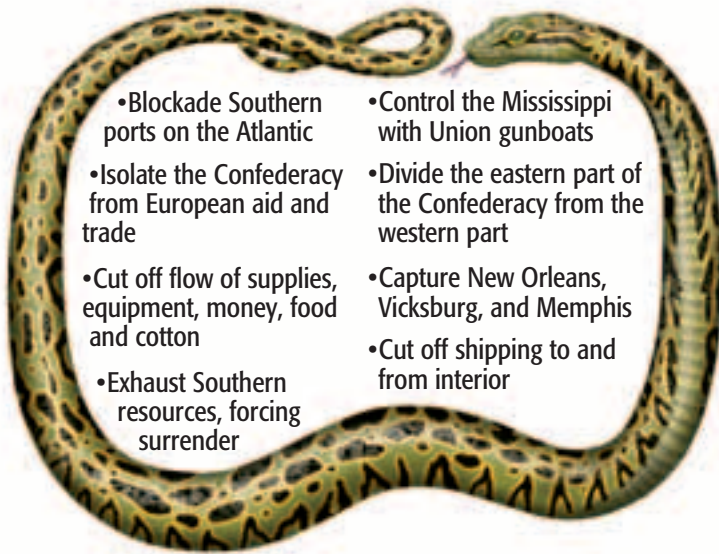 •Blockade Southern
ports on the Atlantic
•Isolate the Confederacy
from European aid and
trade
•Cut off flow of supplies,
equipment, money, food
and cotton
•Exhaust Southern
resources, forcing
surrender
•Control the Mississippi
with Union gunboats
•Divide the eastern part of
the Confederacy from the
western part
•Capture New Orleans,
Vicksburg, and Memphis
•Cut off shipping to and
from interior